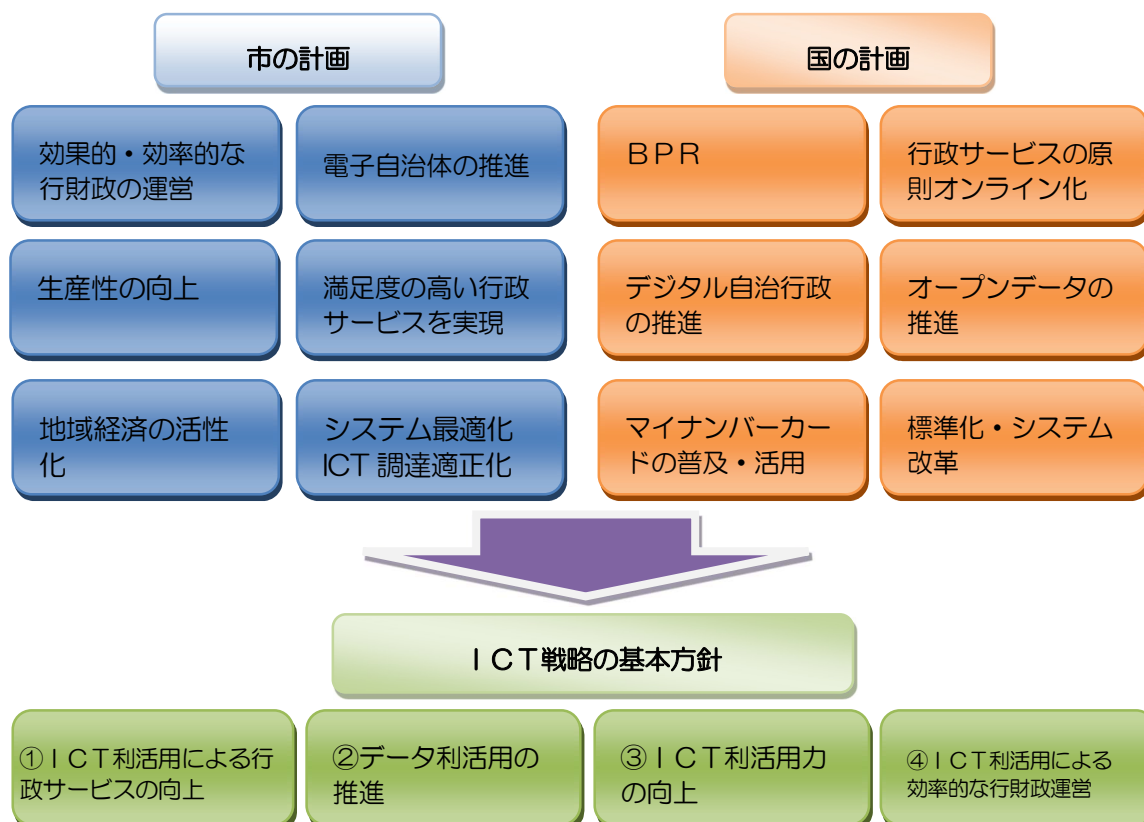 市の計画
国の計画
効果的・効率的な
行財政の運営
電子自治体の推進
ＢＰＲ
行政サービスの原
則オンライン化
生産性の向上
満足度の高い行政
サービスを実現
デジタル自治行政
の推進
オープンデータの
推進
地域経済の活性
化
システム最適化
ICT 調達適正化
マイナンバーカー
ドの普及・活用
標準化・システム
改革
ＩＣＴ戦略の基本方針
①ＩＣＴ利活用による行
政サービスの向上
②データ利活用の
推進
③ＩＣＴ利活用力
の向上
④ＩＣＴ利活用による
効率的な行財政運営